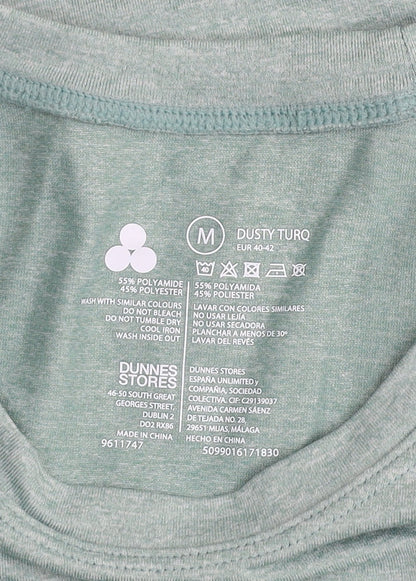 M
DUSTY TURQ
EUR 40-42
40
55% POLYAMIDE
45% POLYESTER
WASH WITH SIMILAR COLOURS
DO NOT BLEACH
DO NOT TUMBLE DRY
COOL IRON
WASH INSIDE OUT
DUNNES
STORES
46-50 SOUTH GREAT
GEORGES STREET,
DUBLIN 2
DO2 RX86
MADE IN CHINA
9611747
55% POLYAMIDA
45% POLIESTER
LAVAR CON COLORES SIMILARES
NO USAR LEJÍA
NO USAR SECADORA
PLANCHAR A MENOS DE 30º
LAVAR DEL REVÉS
DUNNES STORES
ESPAÑA UNLIMITED y
COMPAÑIA, SOCIEDAD
COLECTIVA. CIF: C29139037
AVENIDA CARMEN SÁENZ
DE TEJADA NO. 28,
29651 MIJAS, MÁLAGA
HECHO EN CHINA
5099016171830